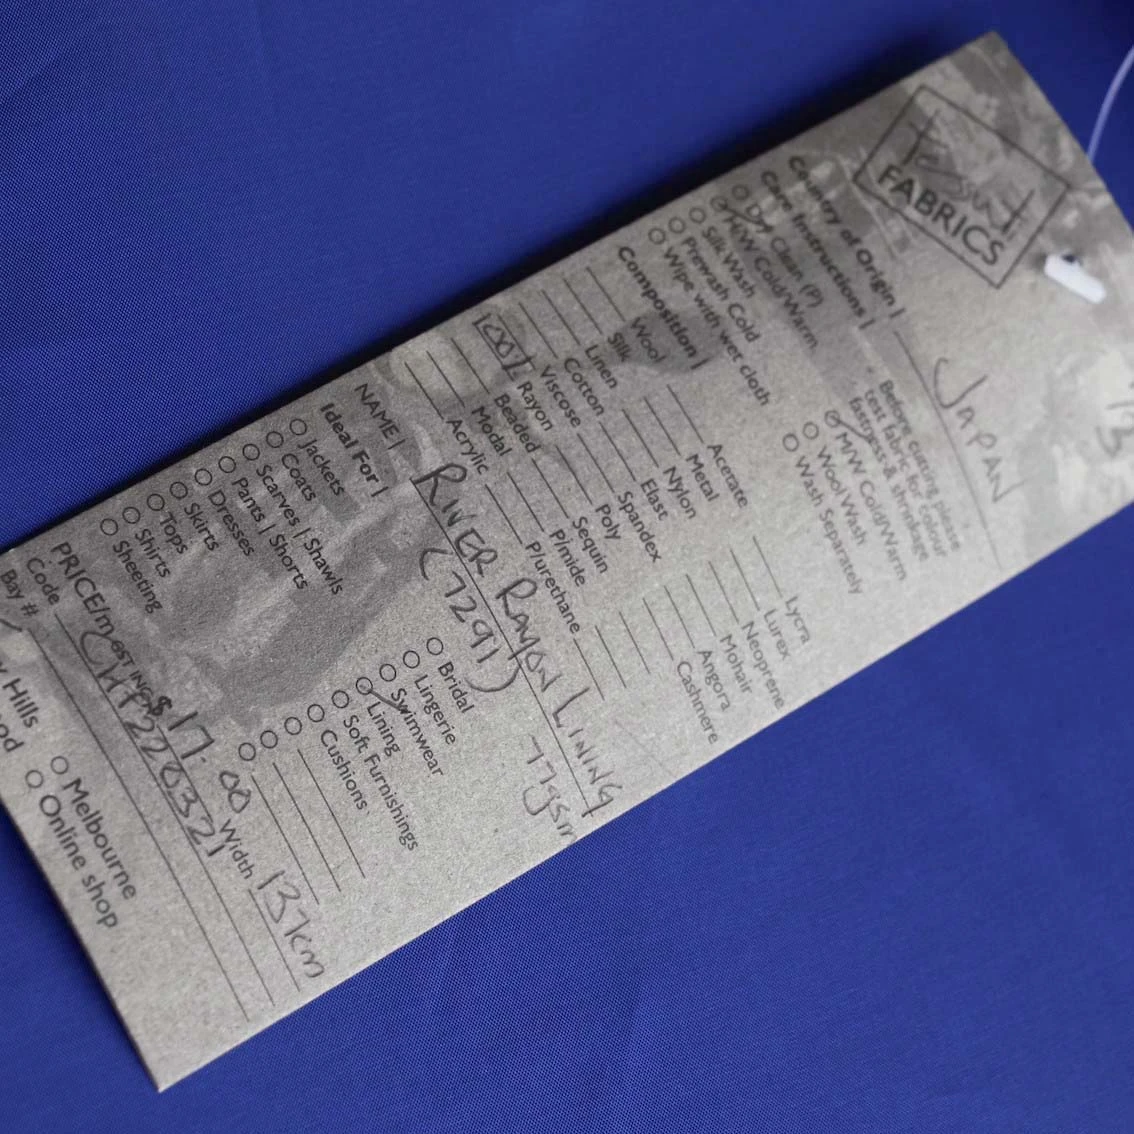 Tessuti
FABRICS
Country of Origin | JAPAN
Care Instructions |
Dry Clean (P)
M/W Cold/Warm
Silk Wash
Prewash Cold
Wipe with wet cloth
Before cutting please
test fabric for colour
fastness & shrinkage
M/W Cold/Warm
Wool Wash
Wash Separately
Composition |
Wool
Silk
Linen
Cotton
Viscose
100% Rayon
Beaded
Modal
Acrylic
Acetate
Metal
Nylon
Elast
Spandex
Poly
Sequin
P/mide
P/urethane
Lycra
Lurex
Neoprene
Mohair
Angora
Cashmere
NAME | RIVER RAYON LINING
(7291) 77gsm
Ideal For |
Jackets
Coats
Scarves | Shawls
Pants | Shorts
Dresses
Skirts
Tops
Shirts
Sheeting
Bridal
Lingerie
Swimwear
Lining
Soft Furnishings
Cushions
PRICE/m GST INC $17.00 Width 137cm
Code
Bay #
Hills
Melbourne
Online shop